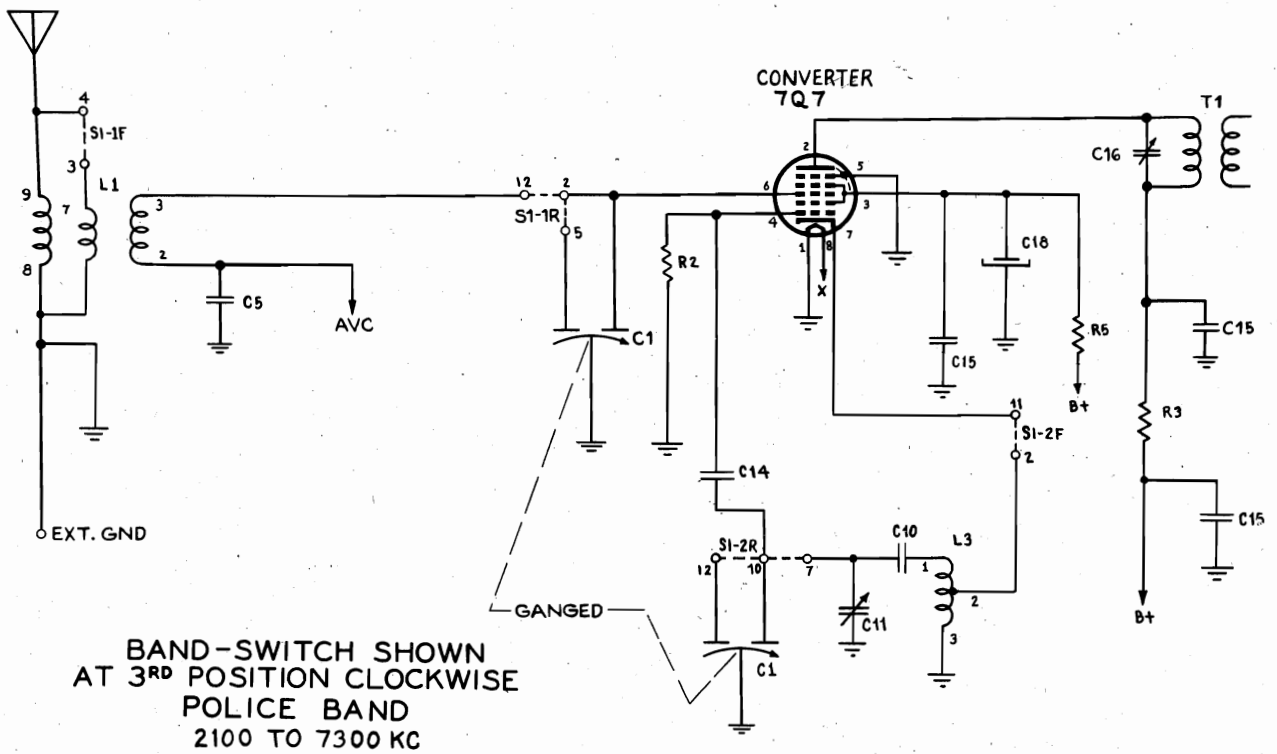 CONVERTER
7Q7
T1
4
S1-1F
3
L1
9
7
3
8
2
C5
AVC
12
2
S1-1R
5
C1
R2
2
5
6
3
4
7
1
8
X
C16
C18
C15
R5
B+
C15
R3
C15
B+
11
S1-2F
2
C14
S1-2R
12
10
7
C10
L3
1
2
3
C11
C1
EXT. GND
GANGED
BAND-SWITCH SHOWN
AT 3RD POSITION CLOCKWISE
POLICE BAND
2100 TO 7300 KC